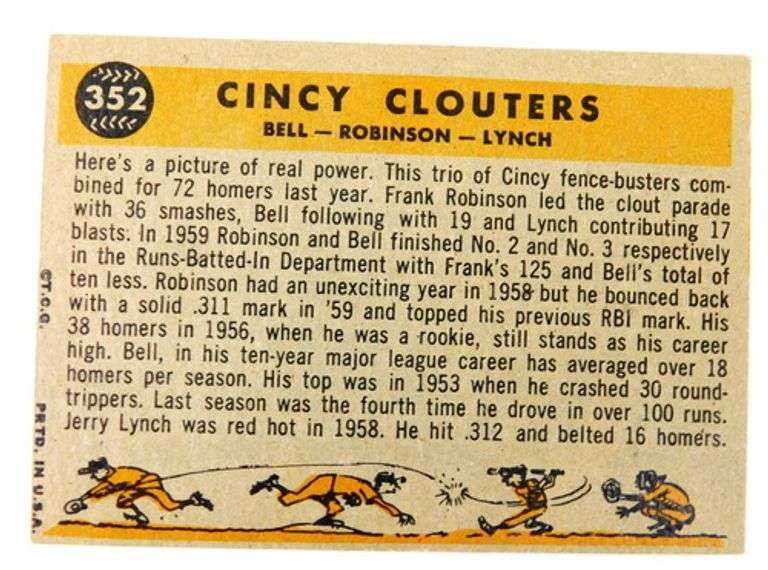 352
CINCY CLOUTERS
BELL — ROBINSON — LYNCH
Here's a picture of real power. This trio of Cincy fence-busters com-
bined for 72 homers last year. Frank Robinson led the clout parade
with 36 smashes, Bell following with 19 and Lynch contributing 17
blasts. In 1959 Robinson and Bell finished No. 2 and No. 3 respectively
in the Runs-Batted-In Department with Frank's 125 and Bell's total of
ten less. Robinson had an unexciting year in 1958 but he bounced back
with a solid .311 mark in '59 and topped his previous RBI mark. His
38 homers in 1956, when he was a rookie, still stands as his career
high. Bell, in his ten-year major league career has averaged over 18
homers per season. His top was in 1953 when he crashed 30 round-
trippers. Last season was the fourth time he drove in over 100 runs.
Jerry Lynch was red hot in 1958. He hit .312 and belted 16 homers.
©T.C.G. PRTD. IN U.S.A.